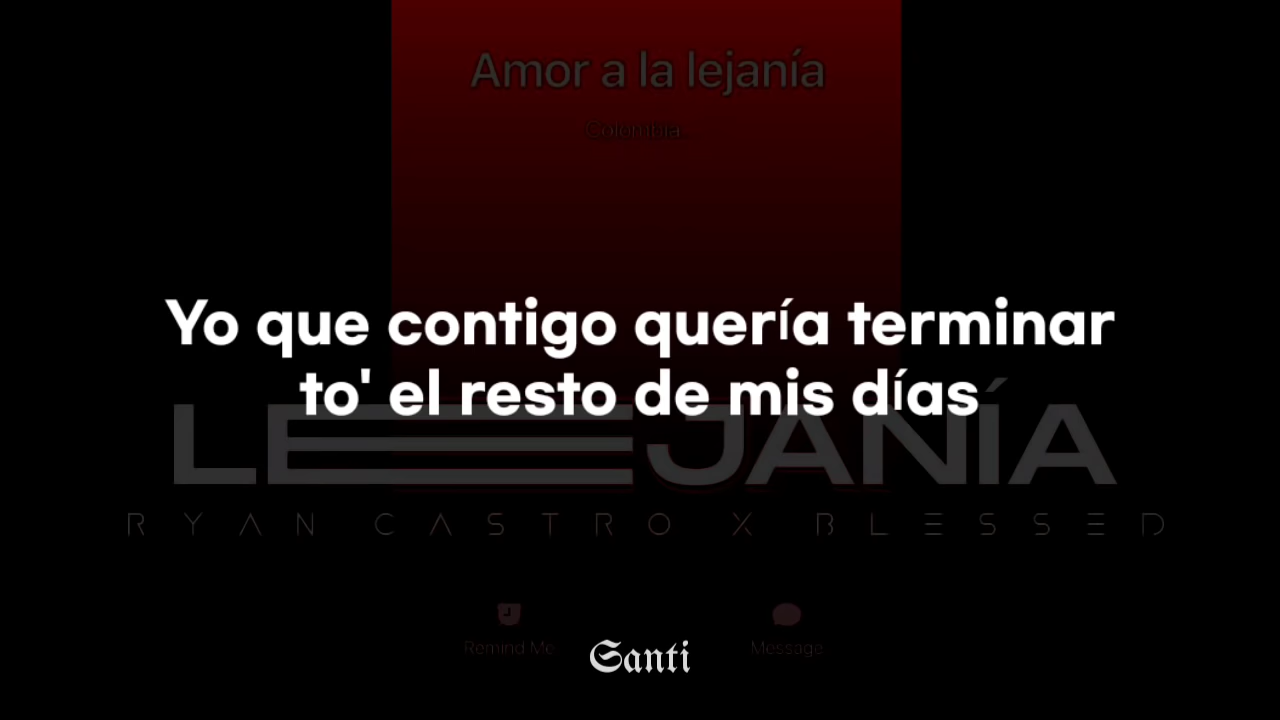 Amor a la lejanía
Colombia...
Yo que contigo quería terminar
to' el resto de mis días
LEJANÍA
RYAN CASTRO X BLESSED
Remind Me
Message
Santi